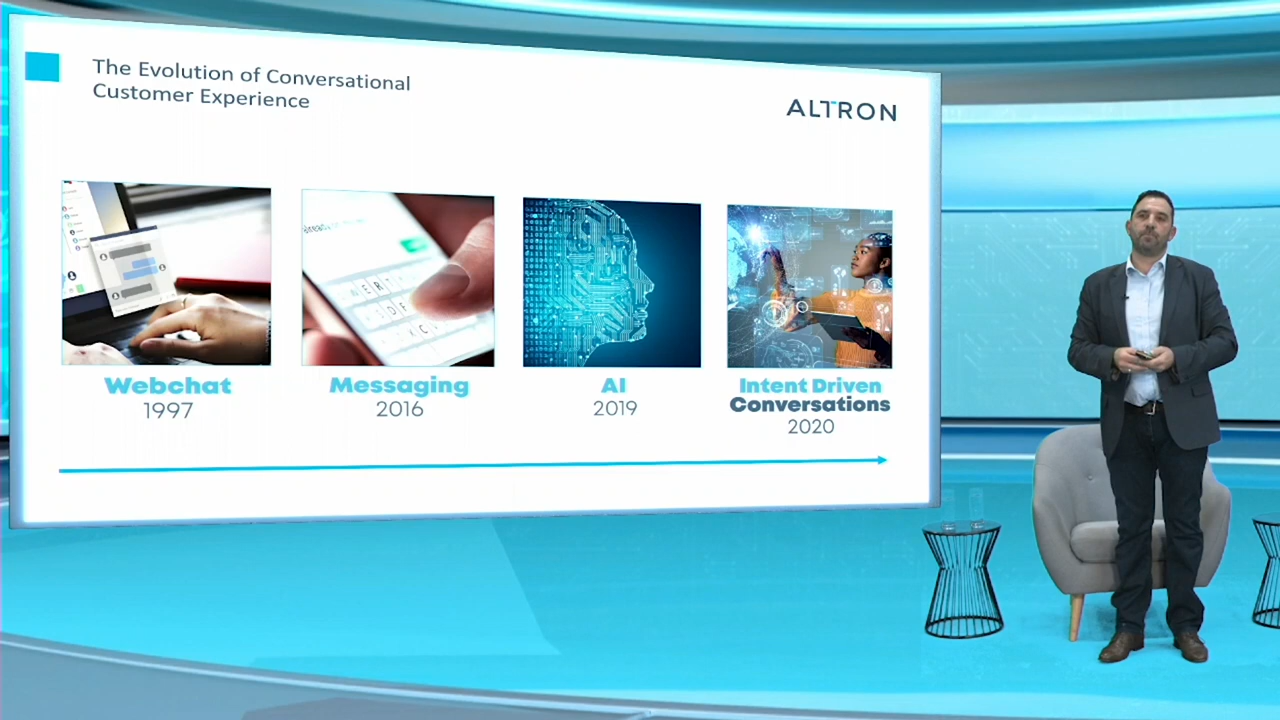 The Evolution of Conversational
Customer Experience
ALTRON
Webchat
1997
Messaging
2016
AI
2019
Intent Driven
Conversations
2020